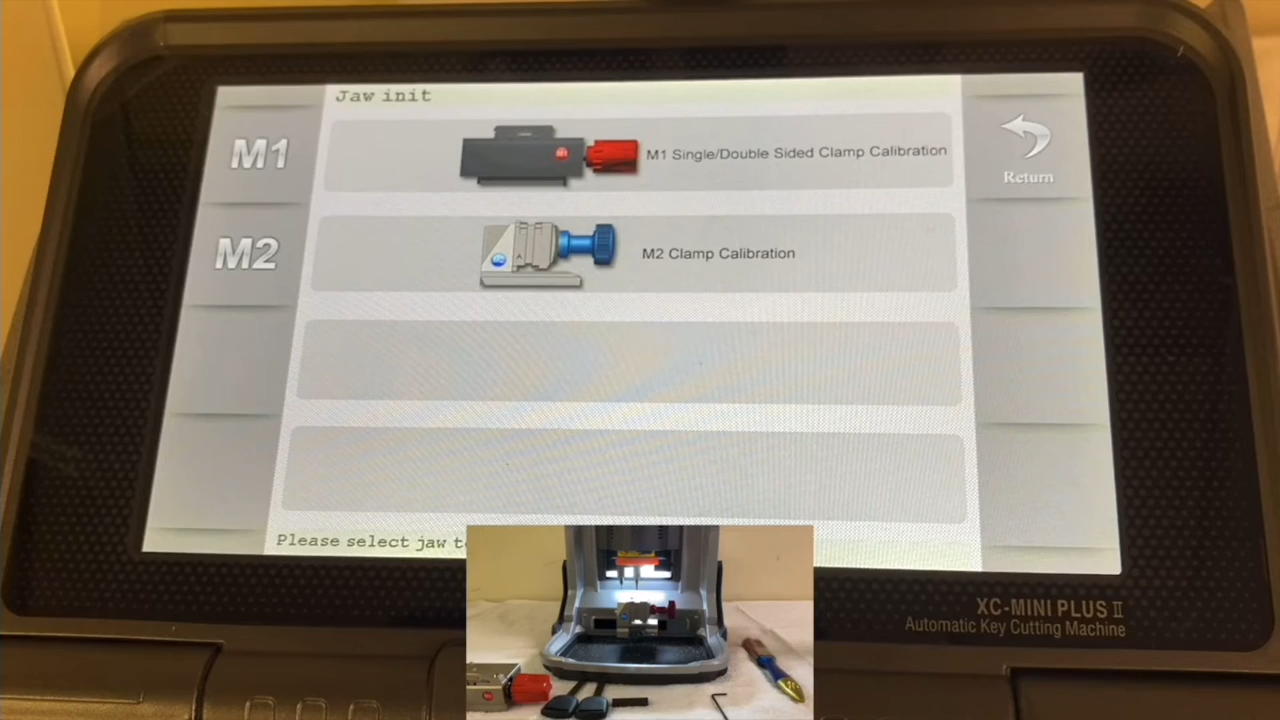 Jaw init
M1
M1 Single/Double Sided Clamp Calibration
Return
M2
M2 Clamp Calibration
Please select jaw
XC-MINI PLUS II
Automatic Key Cutting Machine